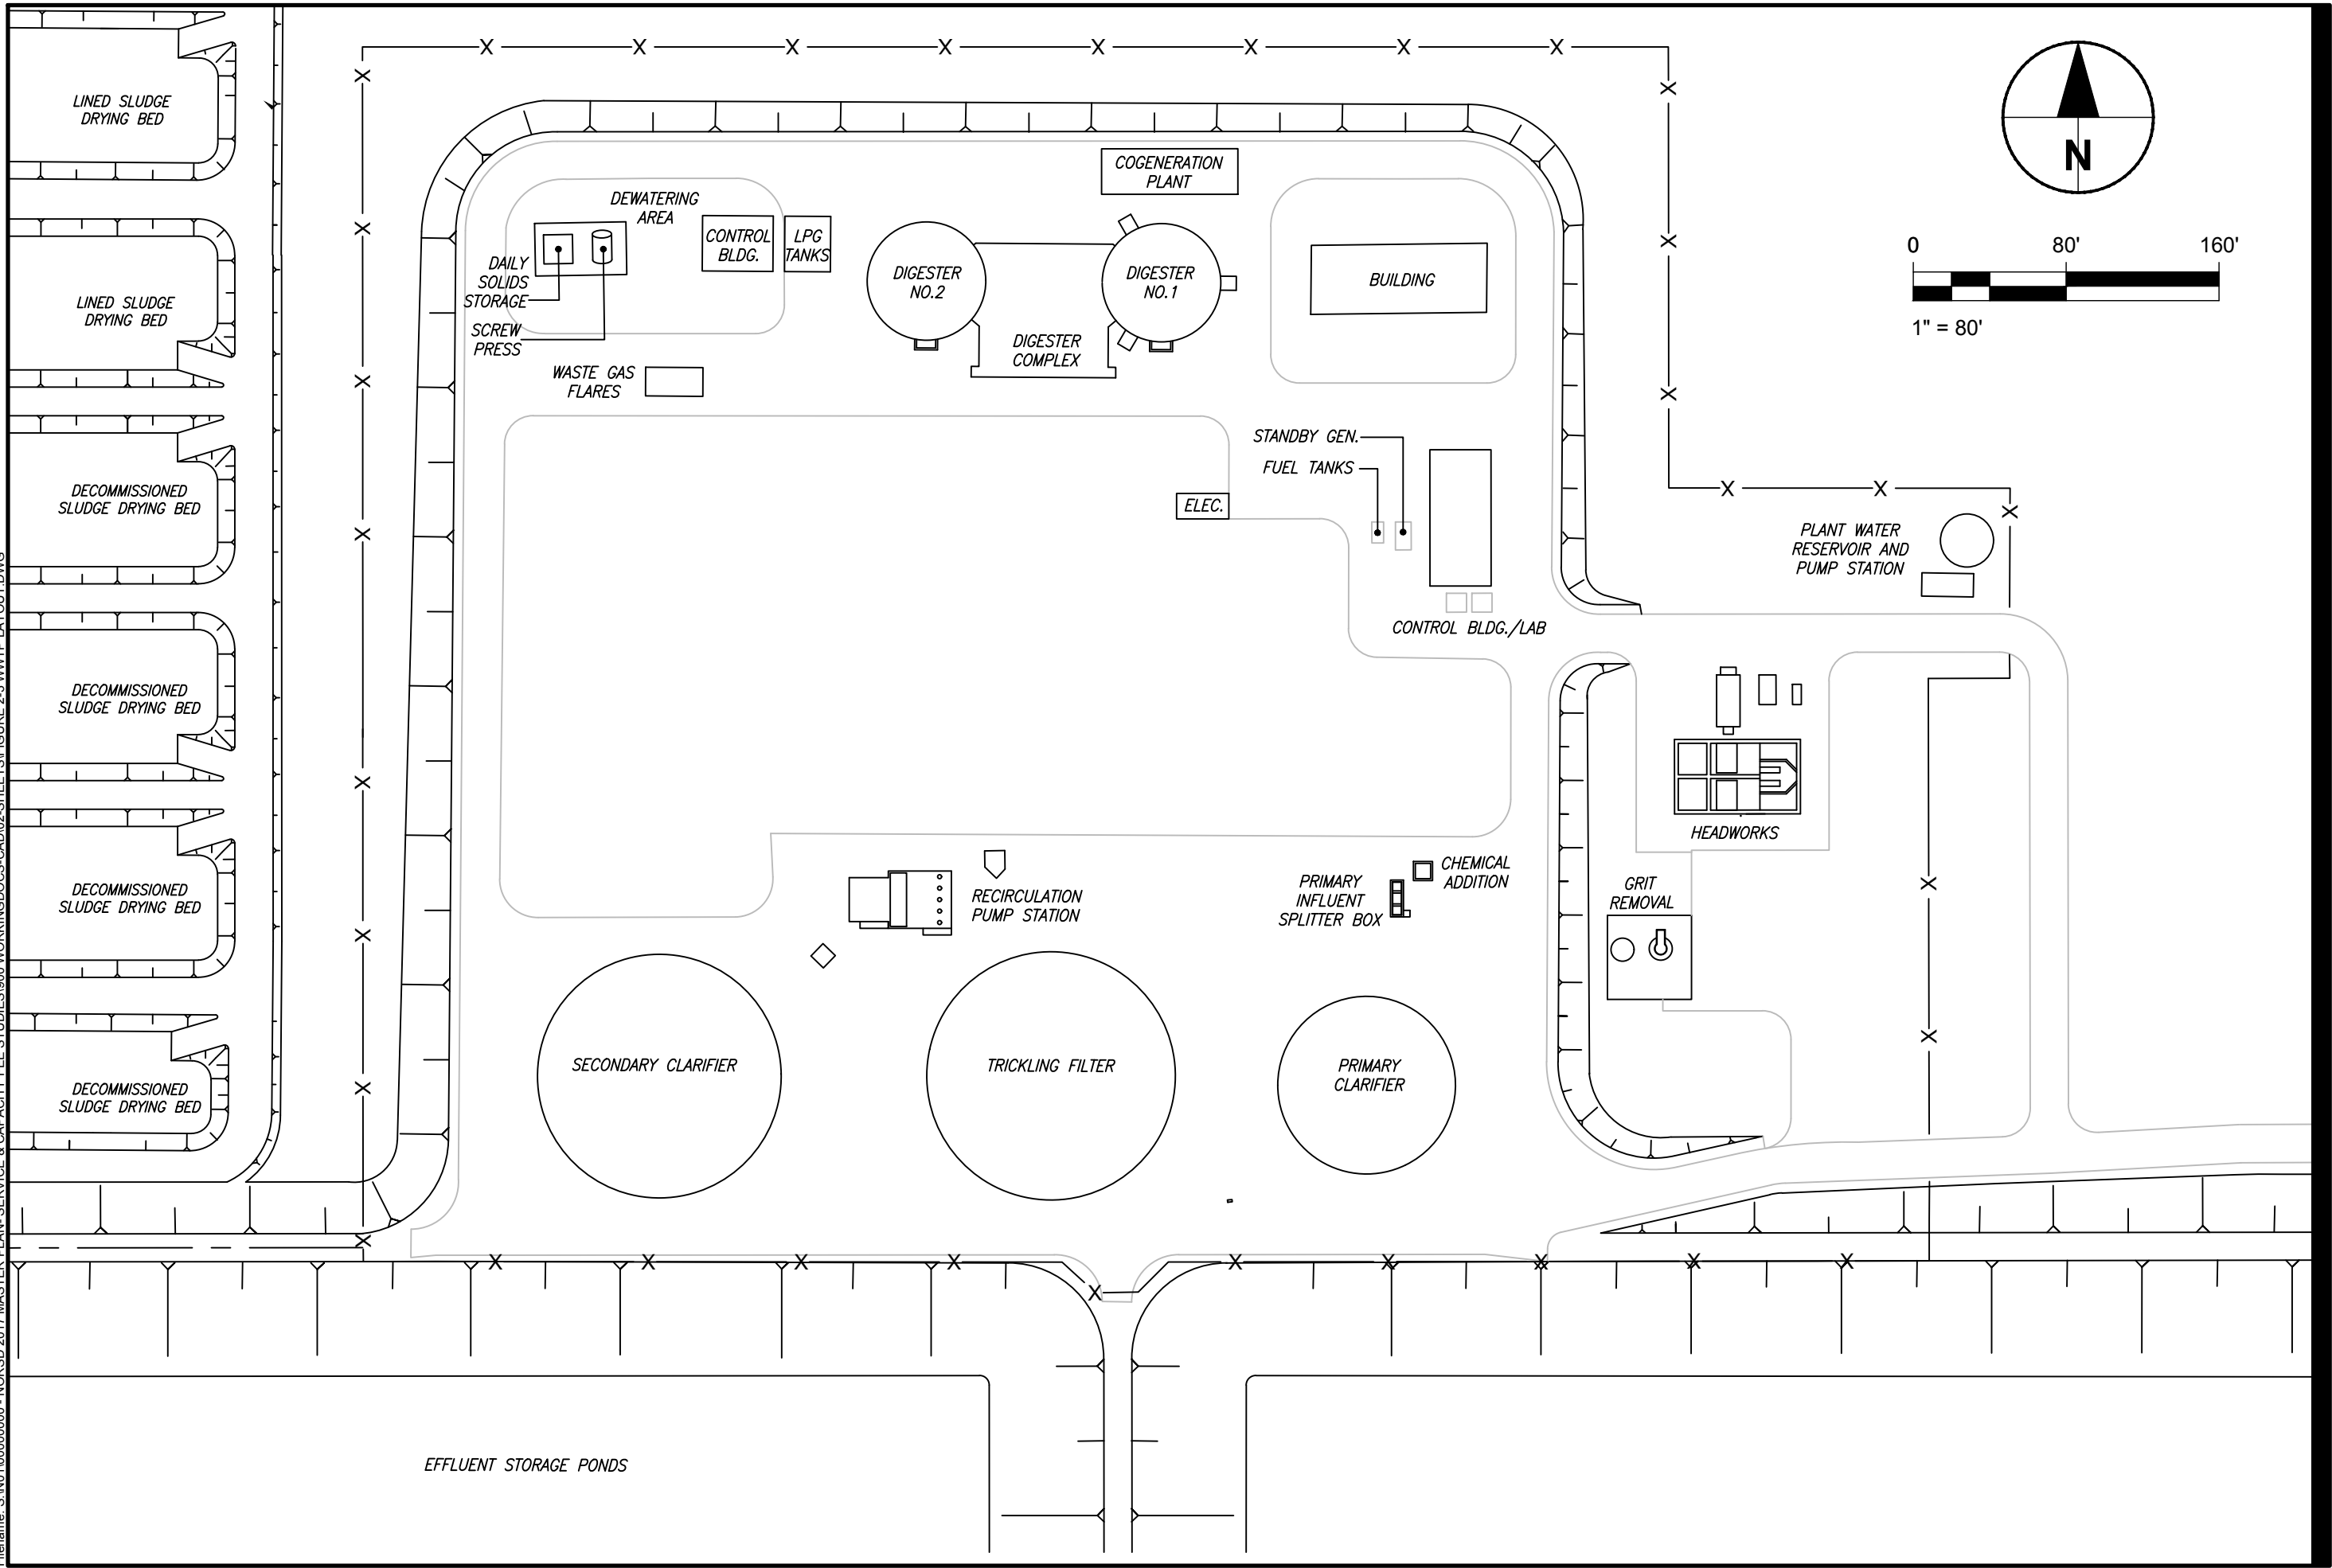 LINED SLUDGE
DRYING BED
LINED SLUDGE
DRYING BED
DECOMMISSIONED
SLUDGE DRYING BED
DECOMMISSIONED
SLUDGE DRYING BED
DECOMMISSIONED
SLUDGE DRYING BED
DECOMMISSIONED
SLUDGE DRYING BED
DEWATERING
AREA
DAILY
SOLIDS
STORAGE
SCREW
PRESS
CONTROL
BLDG.
LPG
TANKS
WASTE GAS
FLARES
DIGESTER
NO.2
DIGESTER
COMPLEX
DIGESTER
NO.1
COGENERATION
PLANT
BUILDING
N
0 80' 160'
1" = 80'
STANDBY GEN.
FUEL TANKS
ELEC.
CONTROL BLDG./LAB
PLANT WATER
RESERVOIR AND
PUMP STATION
HEADWORKS
GRIT
REMOVAL
CHEMICAL
ADDITION
PRIMARY
INFLUENT
SPLITTER BOX
RECIRCULATION
PUMP STATION
SECONDARY CLARIFIER
TRICKLING FILTER
PRIMARY
CLARIFIER
EFFLUENT STORAGE PONDS